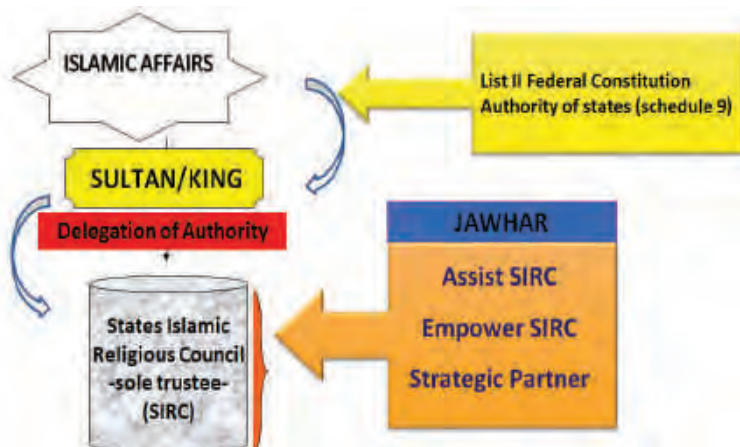 ISLAMIC AFFAIRS
List II Federal Constitution
Authority of states (schedule 9)
SULTAN/KING
Delegation of Authority
JAWHAR
Assist SIRC
Empower SIRC
Strategic Partner
States Islamic
Religious Council
-sole trustee-
(SIRC)